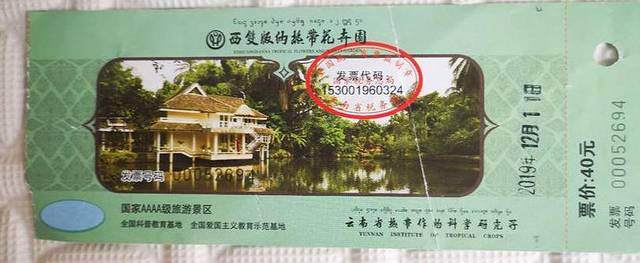 西雙版纳热带花卉園
XISHUANGBANNA TROPICAL FLOWERS AND PLANTS GARDEN
发票代码
153001960324
发票号码 00052694
国家AAAA级旅游景区
全国科普教育基地 全国爱国主义教育示范基地
云南省热带作物科学研究所
YUNNAN INSTITUTE OF TROPICAL CROPS
2019年12月11日
票价:40元
发票
号码 00052694